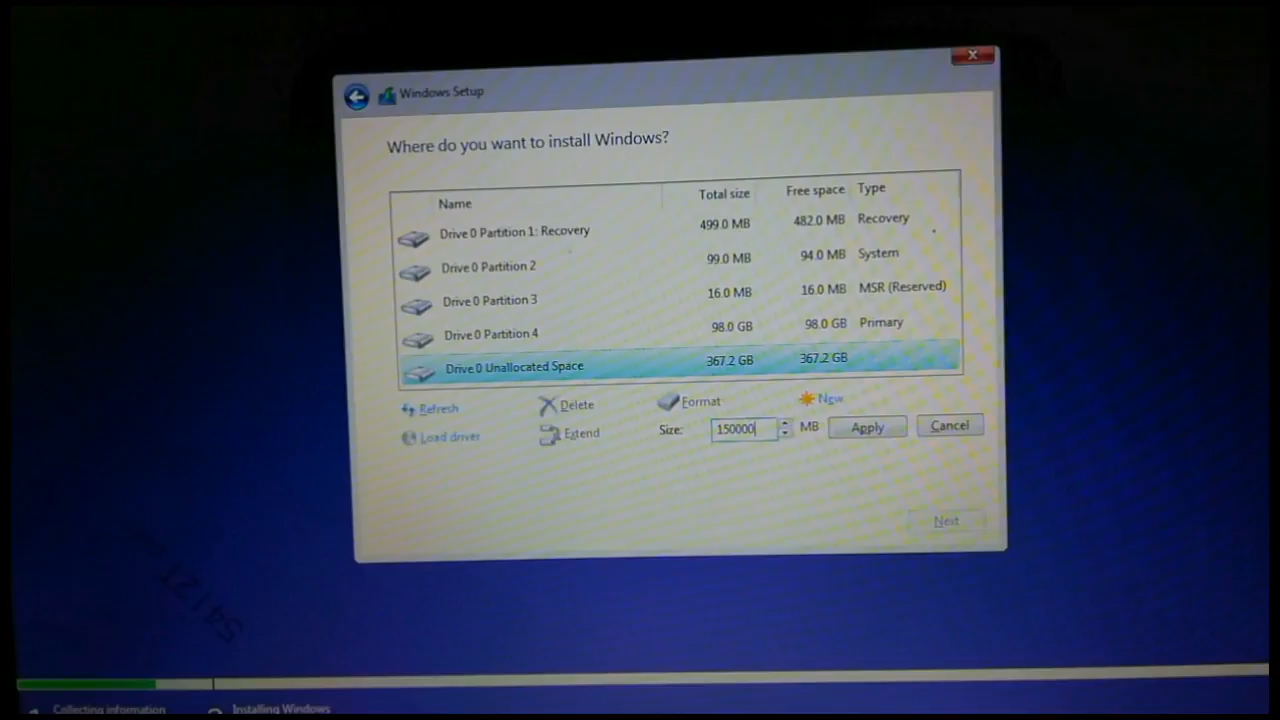 Windows Setup
Where do you want to install Windows?
Name Total size Free space Type
Drive 0 Partition 1: Recovery 499.0 MB 482.0 MB Recovery
Drive 0 Partition 2 99.0 MB 94.0 MB System
Drive 0 Partition 3 16.0 MB 16.0 MB MSR (Reserved)
Drive 0 Partition 4 98.0 GB 98.0 GB Primary
Drive 0 Unallocated Space 367.2 GB 367.2 GB
Refresh Delete Format New
Load driver Extend Size: 150000 MB Apply Cancel
Next
54127
1 Collecting information 2 Installing Windows